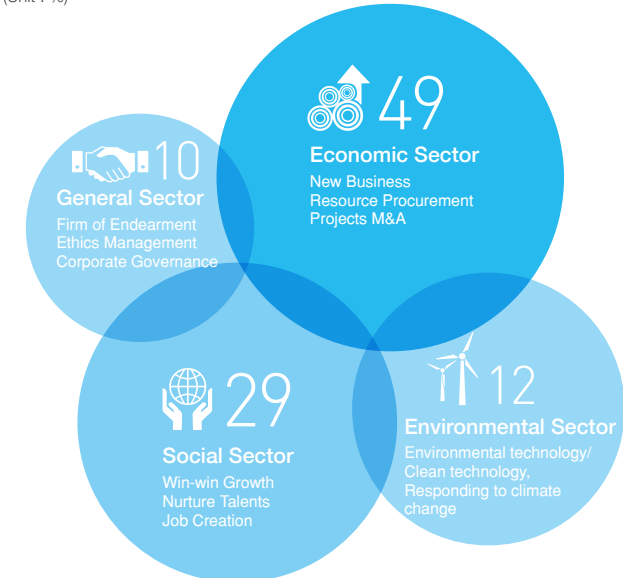 49
Economic Sector
New Business
Resource Procurement
Projects M&A
10
General Sector
Firm of Endearment
Ethics Management
Corporate Governance
29
Social Sector
Win-win Growth
Nurture Talents
Job Creation
12
Environmental Sector
Environmental technology/
Clean technology,
Responding to climate
change